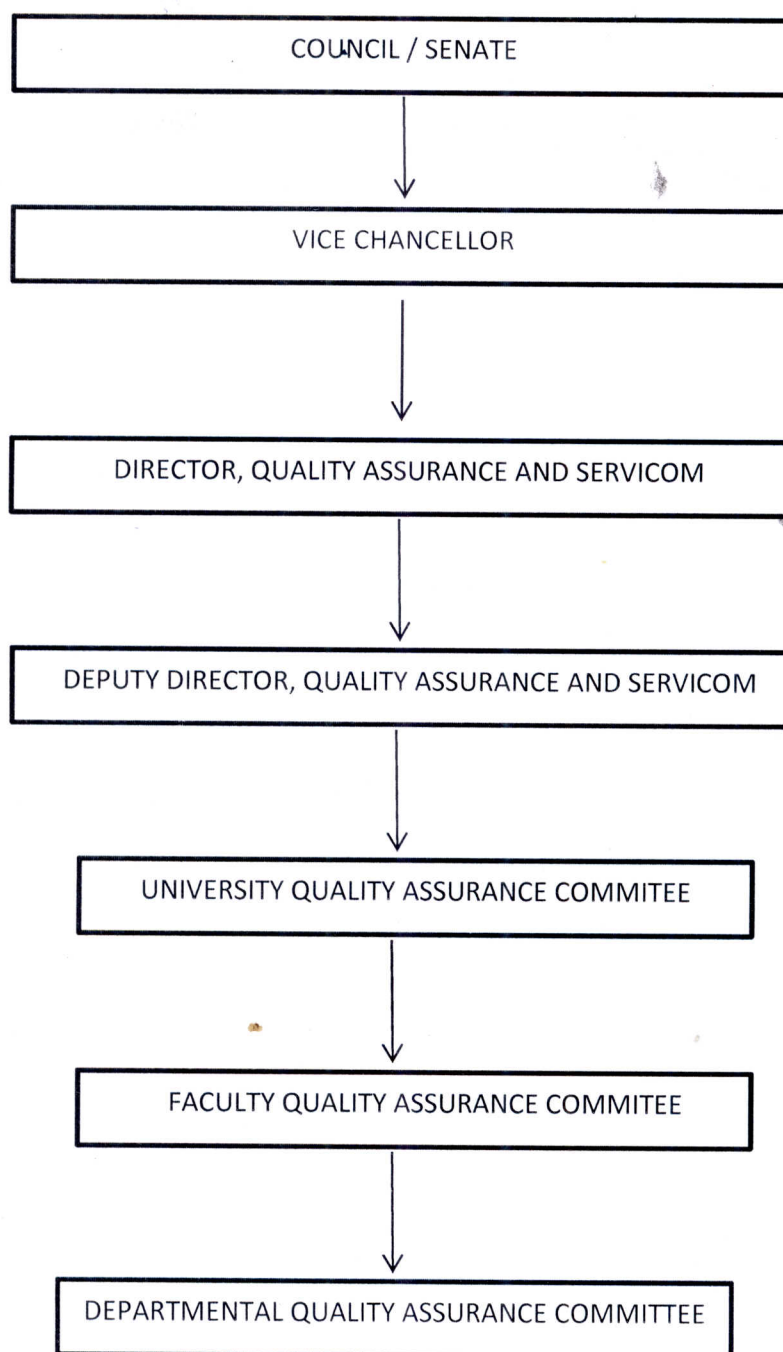 COUNCIL / SENATE
VICE CHANCELLOR
DIRECTOR, QUALITY ASSURANCE AND SERVICOM
DEPUTY DIRECTOR, QUALITY ASSURANCE AND SERVICOM
UNIVERSITY QUALITY ASSURANCE COMMITEE
FACULTY QUALITY ASSURANCE COMMITEE
DEPARTMENTAL QUALITY ASSURANCE COMMITTEE